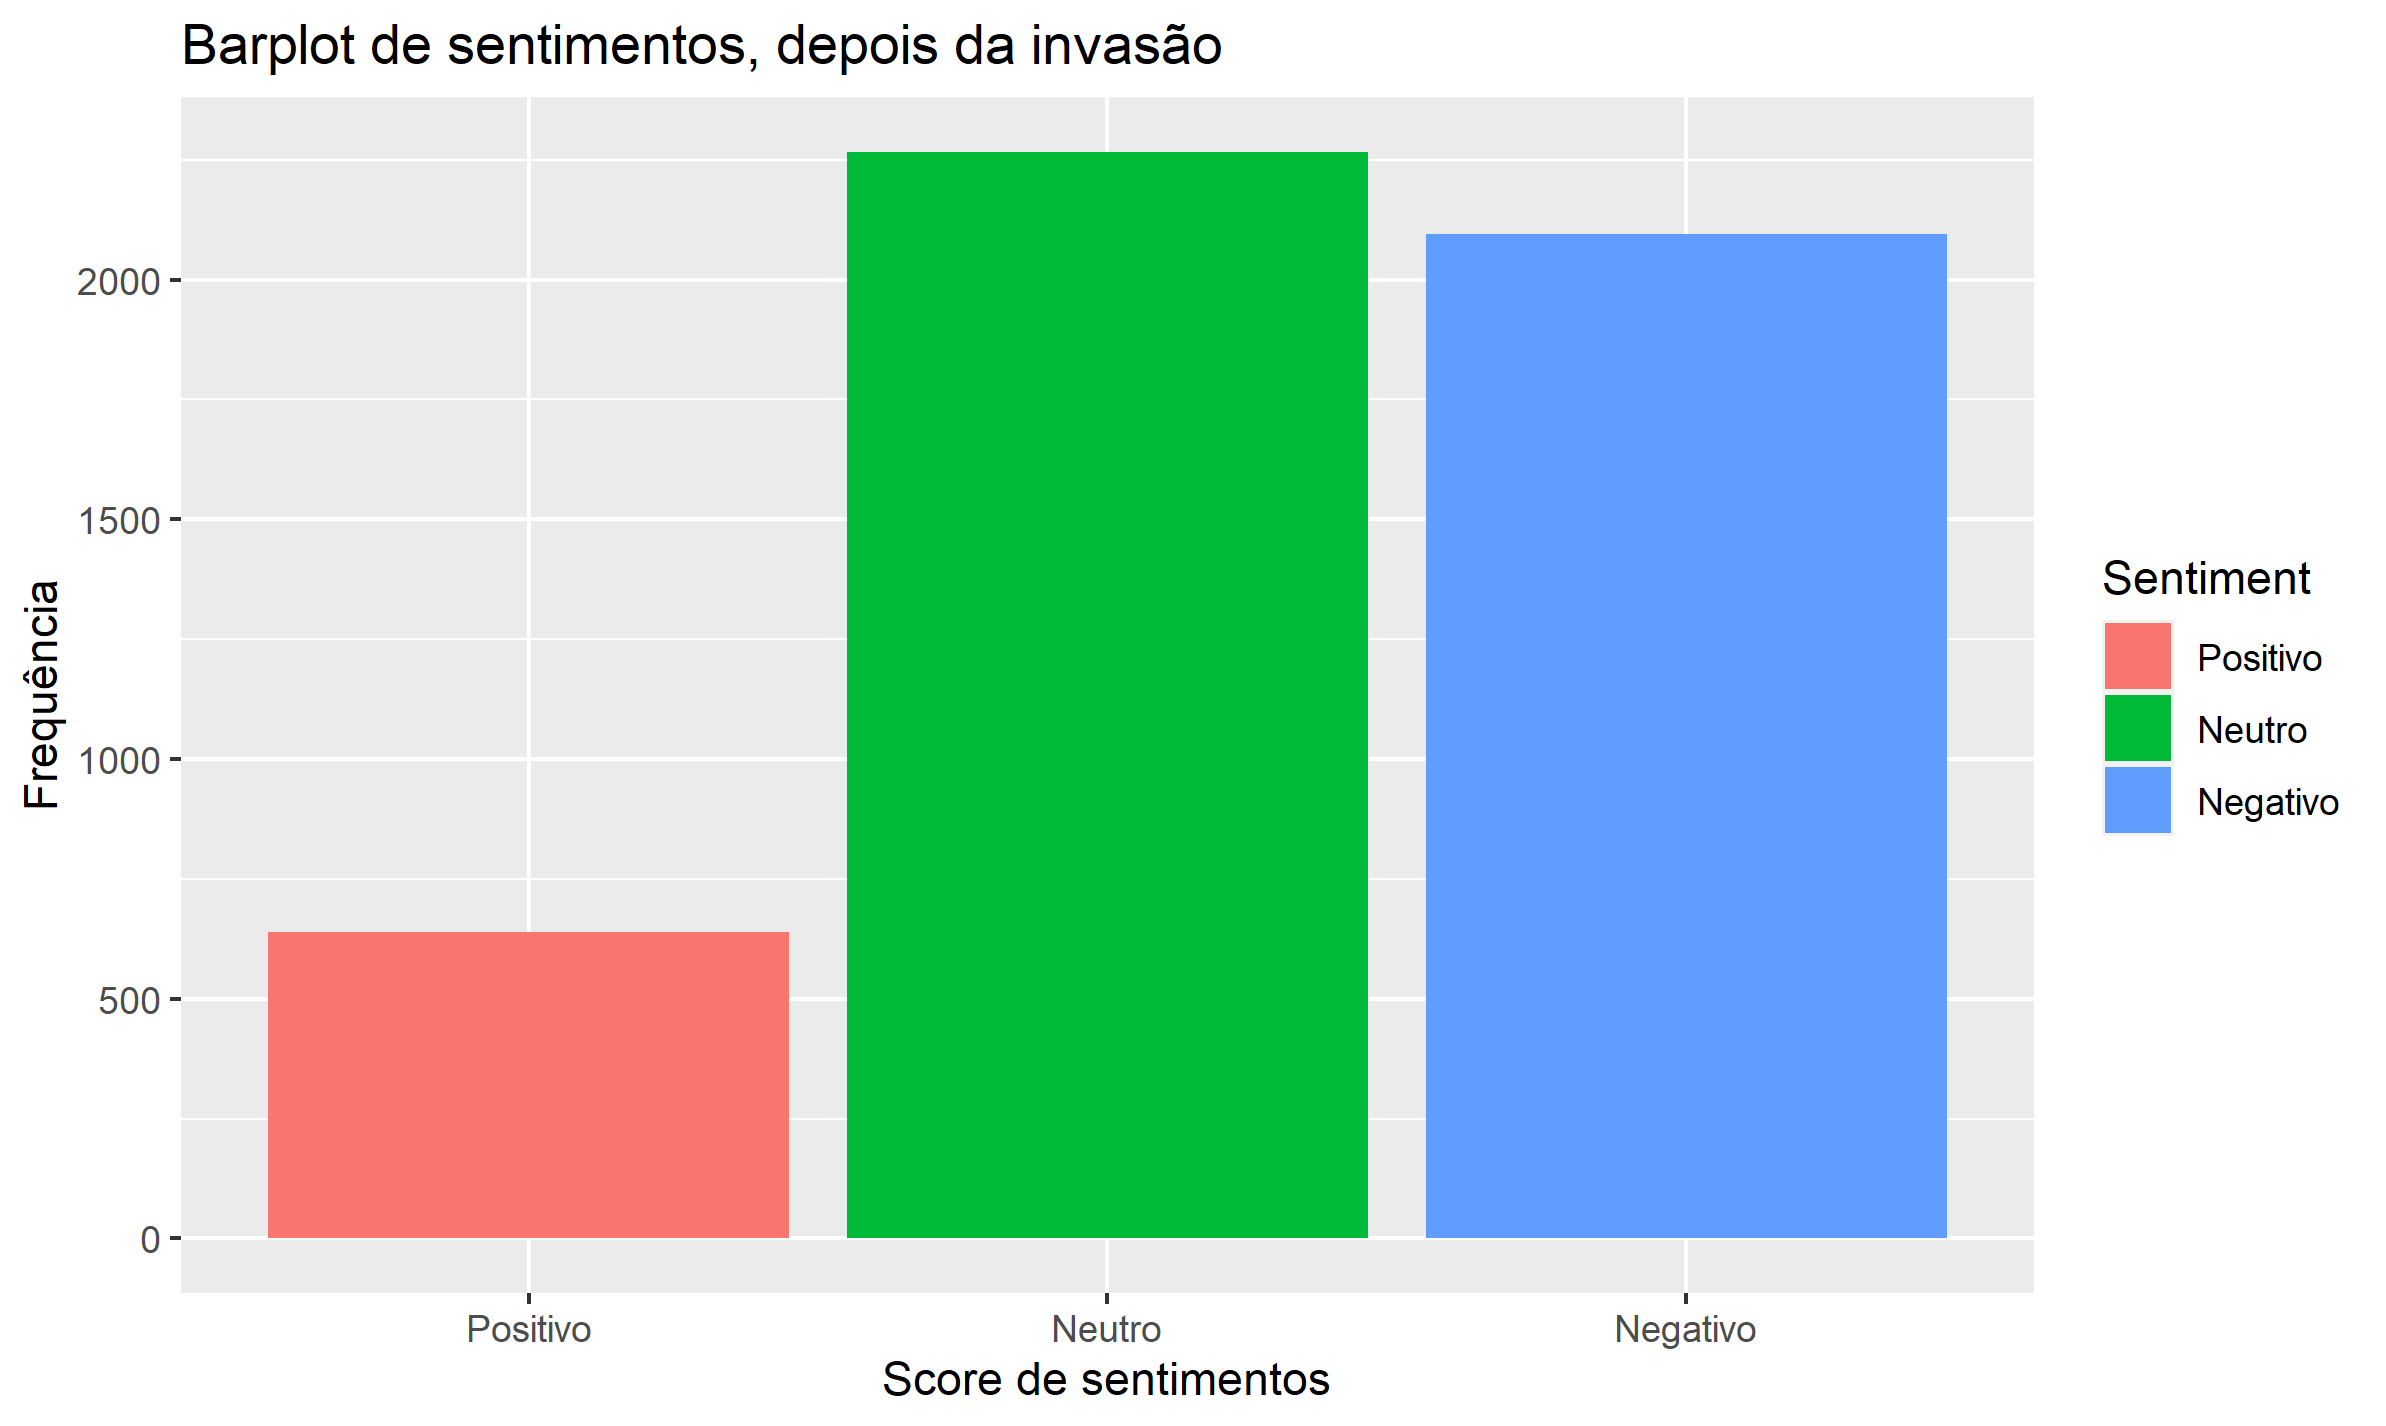 Barplot de sentimentos, depois da invasão
Frequência
2000
1500
1000
500
0
Positivo
Neutro
Negativo
Score de sentimentos
Sentiment
Positivo
Neutro
Negativo